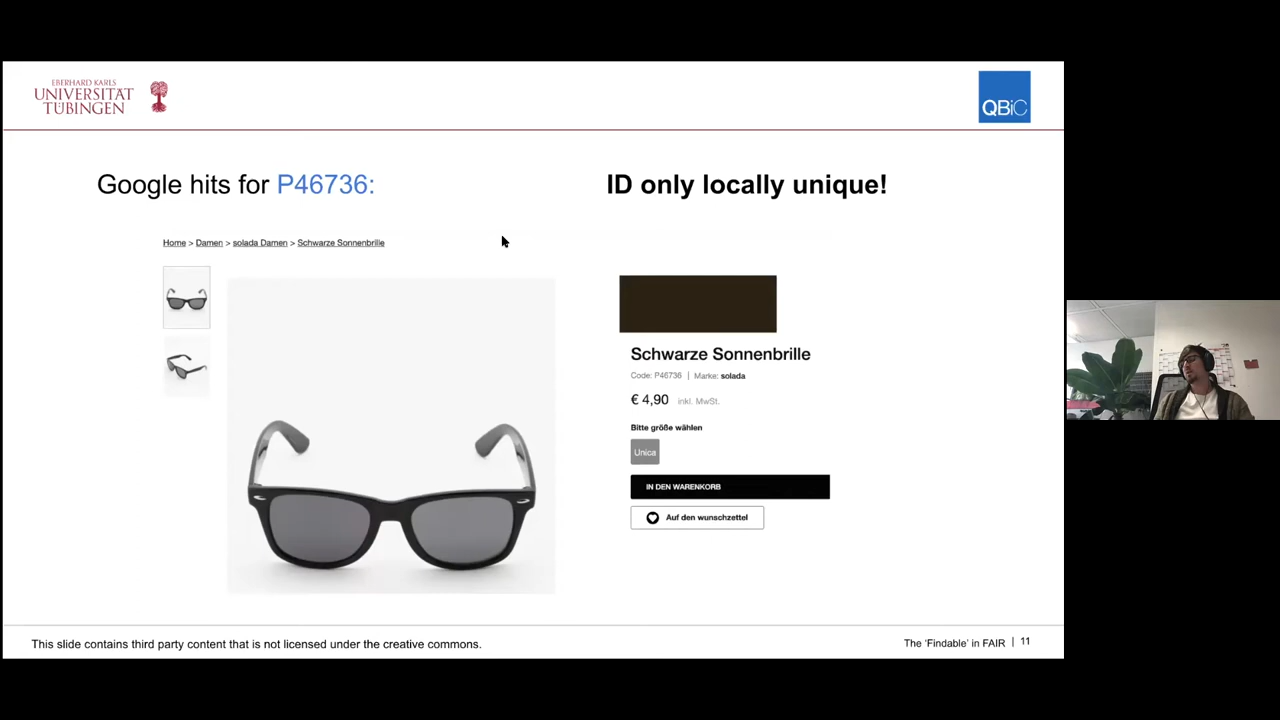 EBERHARD KARLS
UNIVERSITÄT
TÜBINGEN
QBiC
Google hits for P46736:
ID only locally unique!
Home > Damen > solada Damen > Schwarze Sonnenbrille
Schwarze Sonnenbrille
Code: P46736 | Marke: solada
€ 4,90 inkl. MwSt.
Bitte größe wählen
Unica
IN DEN WARENKORB
Auf den wunschzettel
This slide contains third party content that is not licensed under the creative commons.
The ‘Findable’ in FAIR | 11